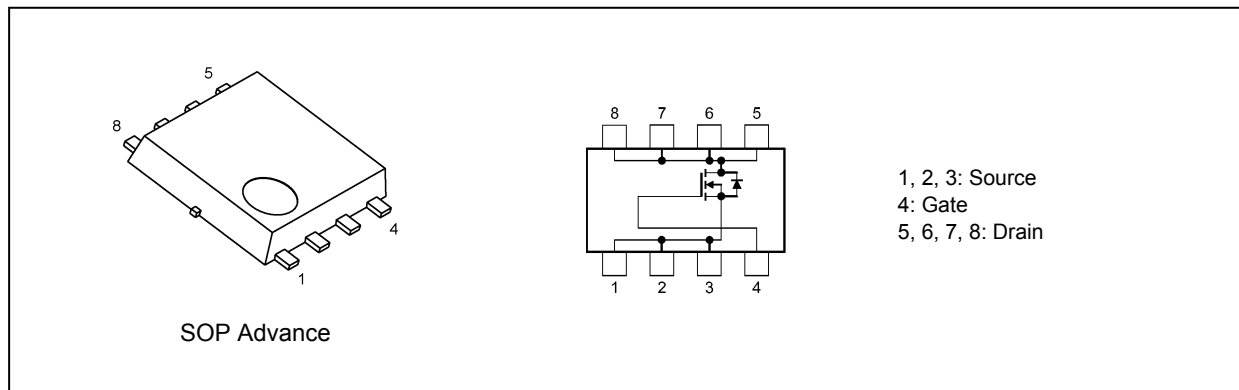 5
8
4
1
SOP Advance
8 7 6 5
1 2 3 4
1, 2, 3: Source
4: Gate
5, 6, 7, 8: Drain